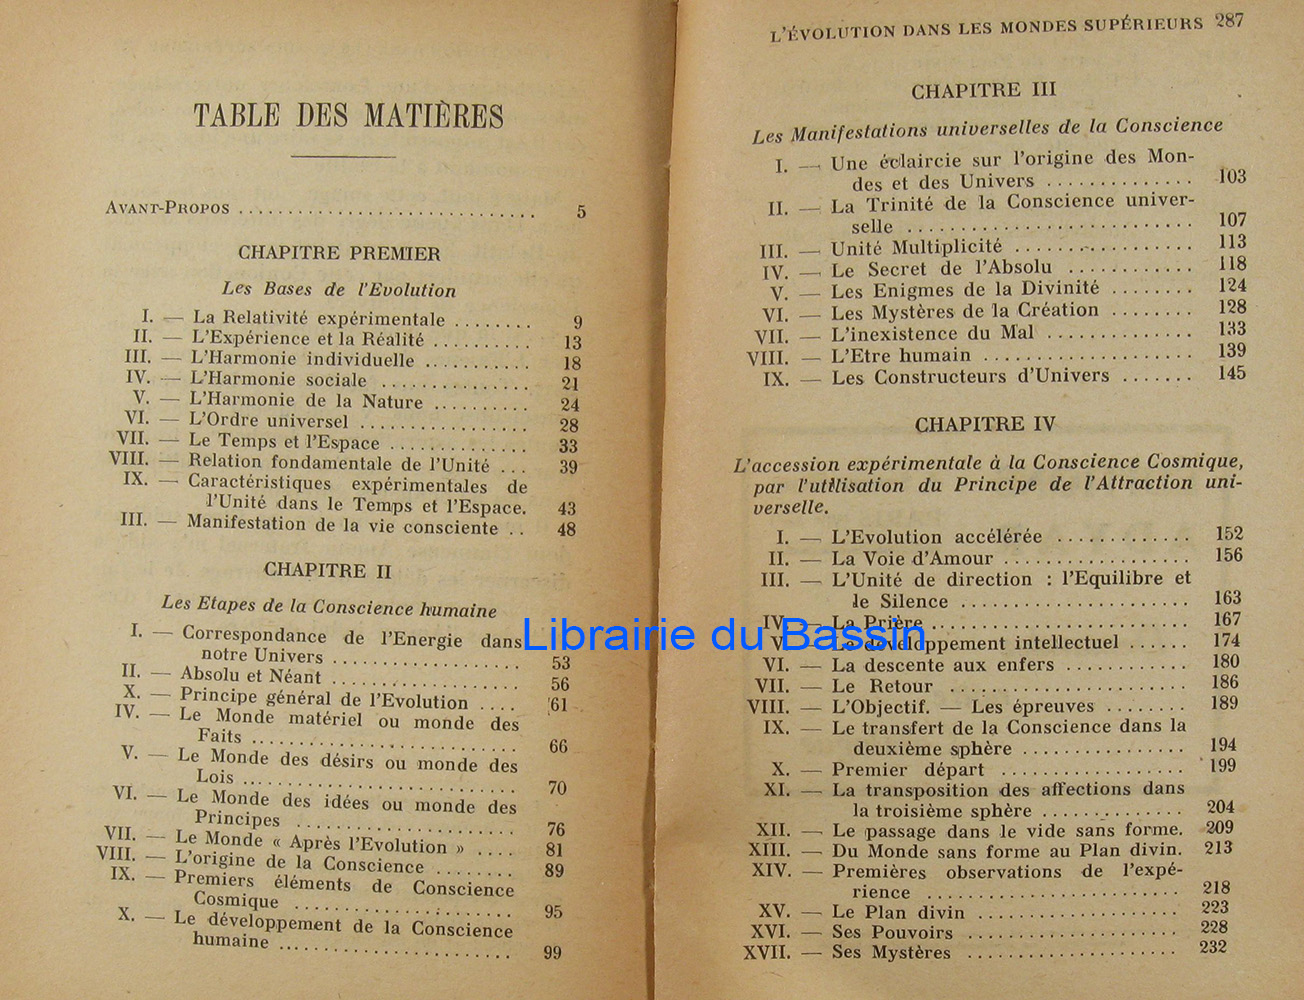 TABLE DES MATIÈRES
AVANT-PROPOS .............................. 5
CHAPITRE PREMIER
Les Bases de l'Evolution
I. — La Relativité expérimentale ........ 9
II. — L'Expérience et la Réalité .......... 13
III. — L'Harmonie individuelle ........... 18
IV. — L'Harmonie sociale ............... 21
V. — L'Harmonie de la Nature .......... 24
VI. — L'Ordre universel ................. 28
VII. — Le Temps et l'Espace .............. 33
VIII. — Relation fondamentale de l'Unité ... 39
IX. — Caractéristiques expérimentales de
l'Unité dans le Temps et l'Espace. 43
III. — Manifestation de la vie consciente .. 48
CHAPITRE II
Les Etapes de la Conscience humaine
I. — Correspondance de l'Energie dans
notre Univers ................... 53
II. — Absolu et Néant ................... 56
X. — Principe général de l'Evolution .... 61
IV. — Le Monde matériel ou monde des
Faits ........................... 66
V. — Le Monde des désirs ou monde des
Lois ............................ 70
VI. — Le Monde des idées ou monde des
Principes ....................... 76
VII. — Le Monde « Après l'Evolution » .... 81
VIII. — L'origine de la Conscience ........ 89
IX. — Premiers éléments de Conscience
Cosmique ...................... 95
X. — Le développement de la Conscience
humaine ........................ 99
L'ÉVOLUTION DANS LES MONDES SUPÉRIEURS 287
CHAPITRE III
Les Manifestations universelles de la Conscience
I. — Une éclaircie sur l'origine des Mon-
des et des Univers .............. 103
II. — La Trinité de la Conscience univer-
selle ........................... 107
III. — Unité Multiplicité ................. 113
IV. — Le Secret de l'Absolu ............ 118
V. — Les Enigmes de la Divinité ........ 124
VI. — Les Mystères de la Création ........ 128
VII. — L'inexistence du Mal ............... 133
VIII. — L'Etre humain .................... 139
IX. — Les Constructeurs d'Univers ....... 145
CHAPITRE IV
L'accession expérimentale à la Conscience Cosmique,
par l'utilisation du Principe de l'Attraction uni-
verselle.
I. — L'Evolution accélérée ............. 152
II. — La Voie d'Amour .................. 156
III. — L'Unité de direction : l'Equilibre et
le Silence ....................... 163
IV. — La Prière .......................... 167
V. — Le développement intellectuel ...... 174
VI. — La descente aux enfers ............ 180
VII. — Le Retour ........................ 186
VIII. — L'Objectif. — Les épreuves ........ 189
IX. — Le transfert de la Conscience dans la
deuxième sphère ................ 194
X. — Premier départ .................. 199
XI. — La transposition des affections dans
la troisième sphère .............. 204
XII. — Le passage dans le vide sans forme. 209
XIII. — Du Monde sans forme au Plan divin. 213
XIV. — Premières observations de l'expé-
rience .......................... 218
XV. — Le Plan divin .................... 223
XVI. — Ses Pouvoirs ..................... 228
XVII. — Ses Mystères ..................... 232
Librairie du Bassin